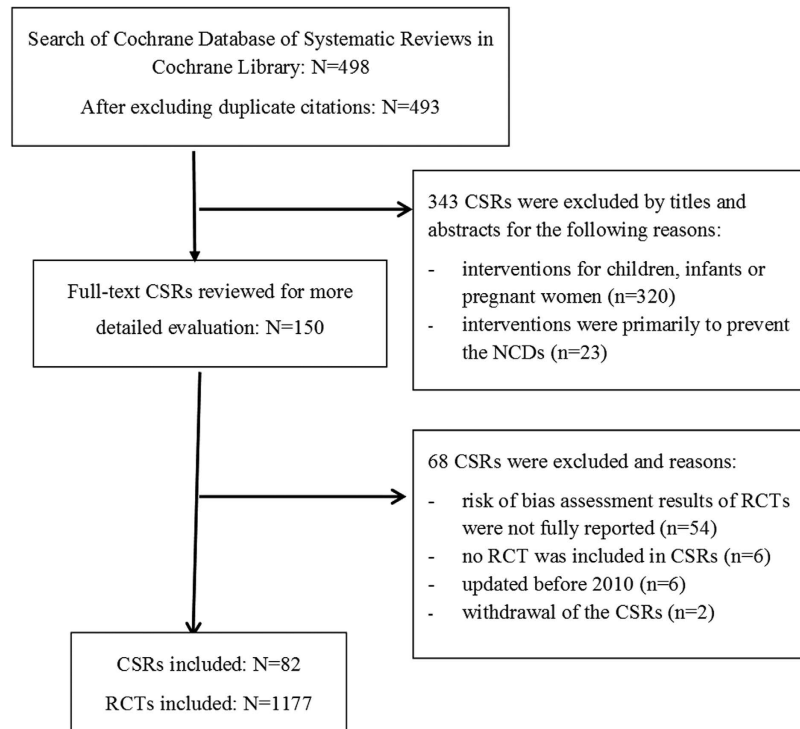 Search of Cochrane Database of Systematic Reviews in
Cochrane Library: N=498
After excluding duplicate citations: N=493
343 CSRs were excluded by titles and
abstracts for the following reasons:
- interventions for children, infants or
pregnant women (n=320)
- interventions were primarily to prevent
the NCDs (n=23)
Full-text CSRs reviewed for more
detailed evaluation: N=150
68 CSRs were excluded and reasons:
- risk of bias assessment results of RCTs
were not fully reported (n=54)
- no RCT was included in CSRs (n=6)
- updated before 2010 (n=6)
- withdrawal of the CSRs (n=2)
CSRs included: N=82
RCTs included: N=1177